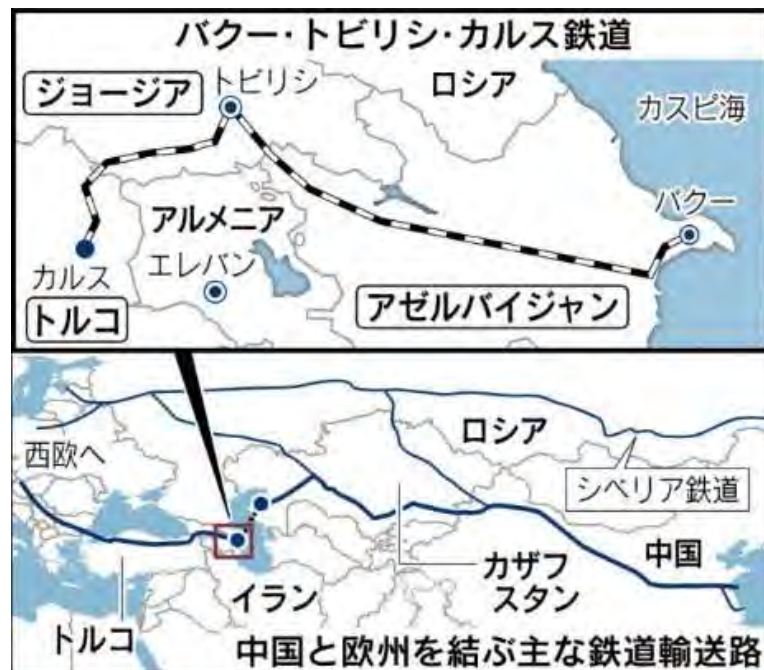 バクー・トビリシ・カルス鉄道
トビリシ
ロシア
ジョージア
カスピ海
バクー
アルメニア
カルス
エレバン
トルコ
アゼルバイジャン
西欧へ
ロシア
シベリア鉄道
カザフ
スタン
中国
イラン
トルコ
中国と欧州を結ぶ主な鉄道輸送路